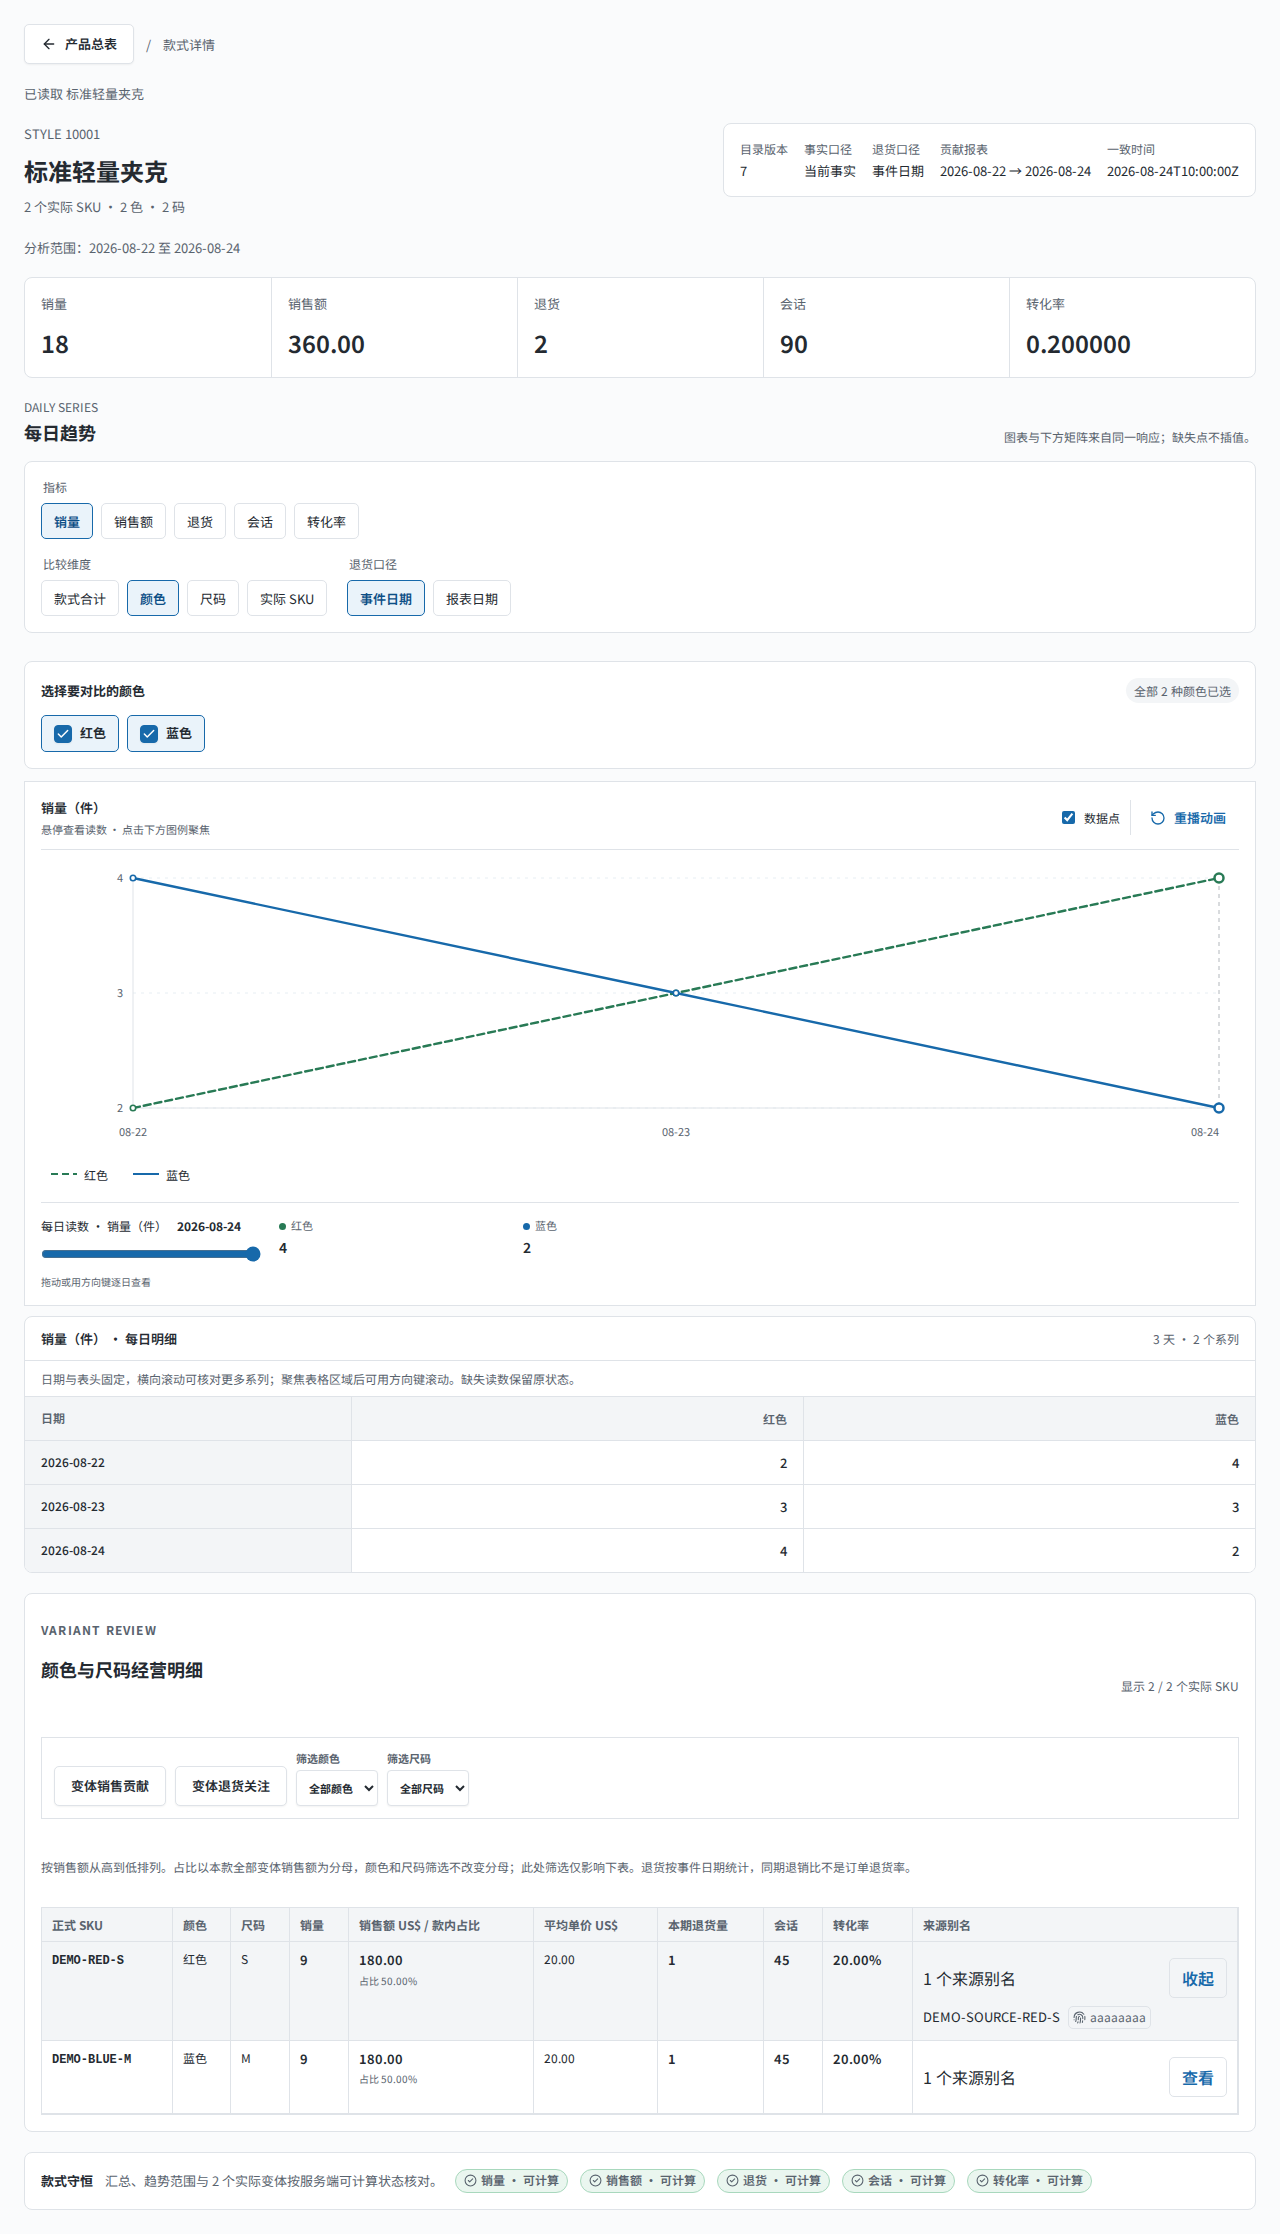 产品总表 / 款式详情
已读取 标准轻量夹克
STYLE 10001
标准轻量夹克
2 个实际 SKU • 2 色 • 2 码
目录版本 事实口径 退货口径 贡献报表 一致时间
7 当前事实 事件日期 2026-08-22 → 2026-08-24 2026-08-24T10:00:00Z
分析范围：2026-08-22 至 2026-08-24
销量 销售额 退货 会话 转化率
18 360.00 2 90 0.200000
DAILY SERIES
每日趋势
图表与下方矩阵来自同一响应；缺失点不插值。
指标
销量 销售额 退货 会话 转化率
比较维度 退货口径
款式合计 颜色 尺码 实际 SKU 事件日期 报表日期
选择要对比的颜色 全部 2 种颜色已选
红色 蓝色
销量（件）
悬停查看读数 • 点击下方图例聚焦
数据点 重播动画
4
3
2
08-22 08-23 08-24
红色 蓝色
每日读数 • 销量（件） 2026-08-24 红色 蓝色
4 2
拖动或用方向键逐日查看
销量（件） • 每日明细 3 天 • 2 个系列
日期与表头固定，横向滚动可核对更多系列；聚焦表格区域后可用方向键滚动。缺失读数保留原状态。
日期 红色 蓝色
2026-08-22 2 4
2026-08-23 3 3
2026-08-24 4 2
VARIANT REVIEW
颜色与尺码经营明细
显示 2 / 2 个实际 SKU
筛选颜色 筛选尺码
变体销售贡献 变体退货关注 全部颜色 全部尺码
按销售额从高到低排列。占比以本款全部变体销售额为分母，颜色和尺码筛选不改变分母；此处筛选仅影响下表。退货按事件日期统计，同期退销比不是订单退货率。
正式 SKU 颜色 尺码 销量 销售额 US$ / 款内占比 平均单价 US$ 本期退货量 会话 转化率 来源别名
DEMO-RED-S 红色 S 9 180.00 20.00 1 45 20.00%
占比 50.00%
1 个来源别名 收起
DEMO-SOURCE-RED-S aaaaaaaa
DEMO-BLUE-M 蓝色 M 9 180.00 20.00 1 45 20.00%
占比 50.00%
1 个来源别名 查看
款式守恒 汇总、趋势范围与 2 个实际变体按服务端可计算状态核对。 销量 • 可计算 销售额 • 可计算 退货 • 可计算 会话 • 可计算 转化率 • 可计算